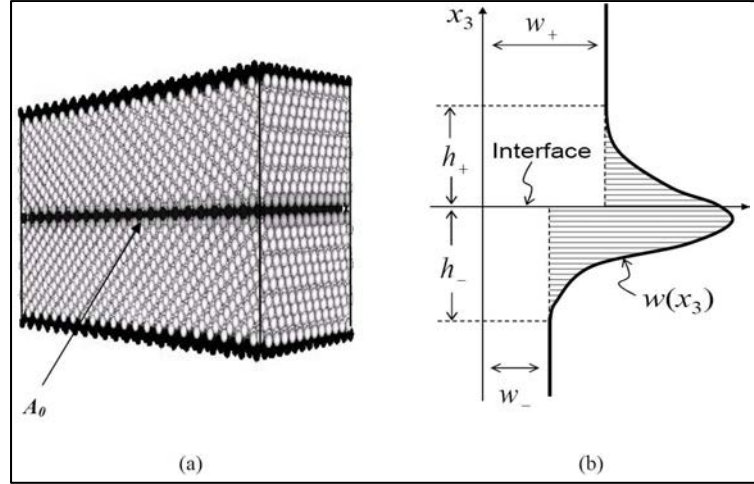 A₀
(a)
x₃
w₊
h₊
Interface
h₋
w(x₃)
w₋
(b)